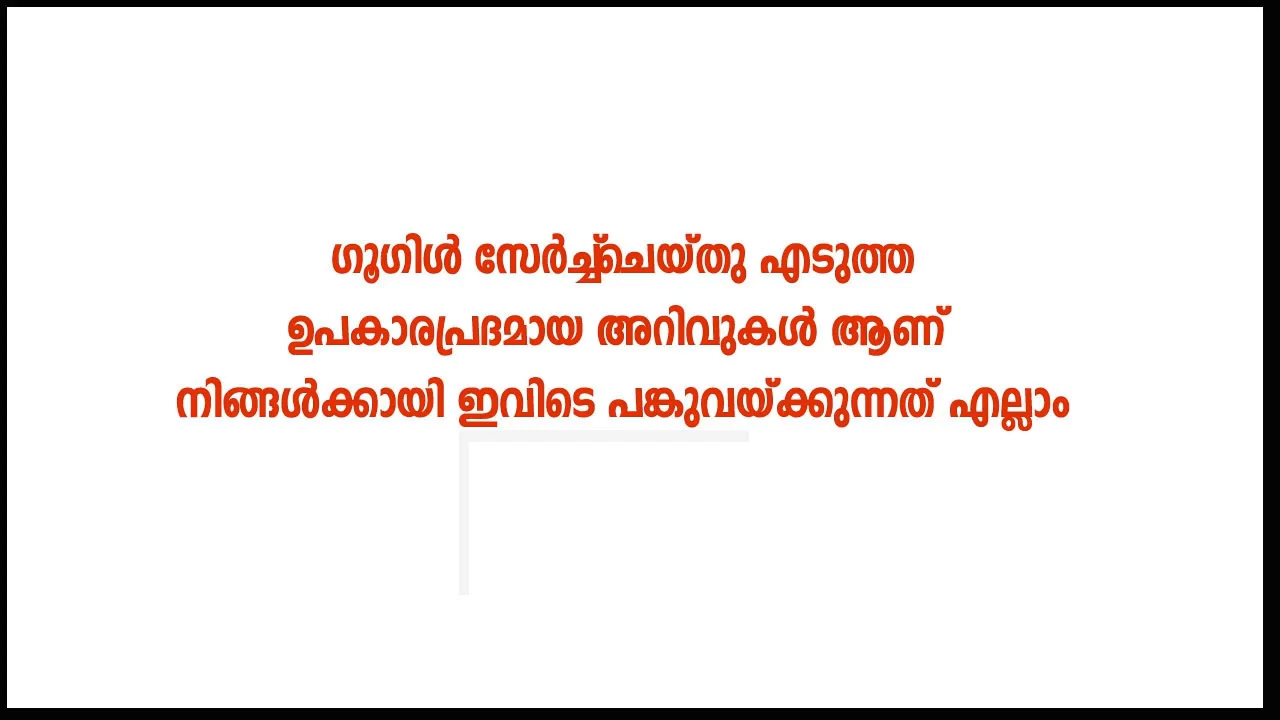 ഗൂഗിൾ സേർച്ച്ചെയ്തു എടുത്ത
ഉപകാരപ്രദമായ അറിവുകൾ ആണ്
നിങ്ങൾക്കായി ഇവിടെ പങ്കുവയ്ക്കുന്നത് എല്ലാം